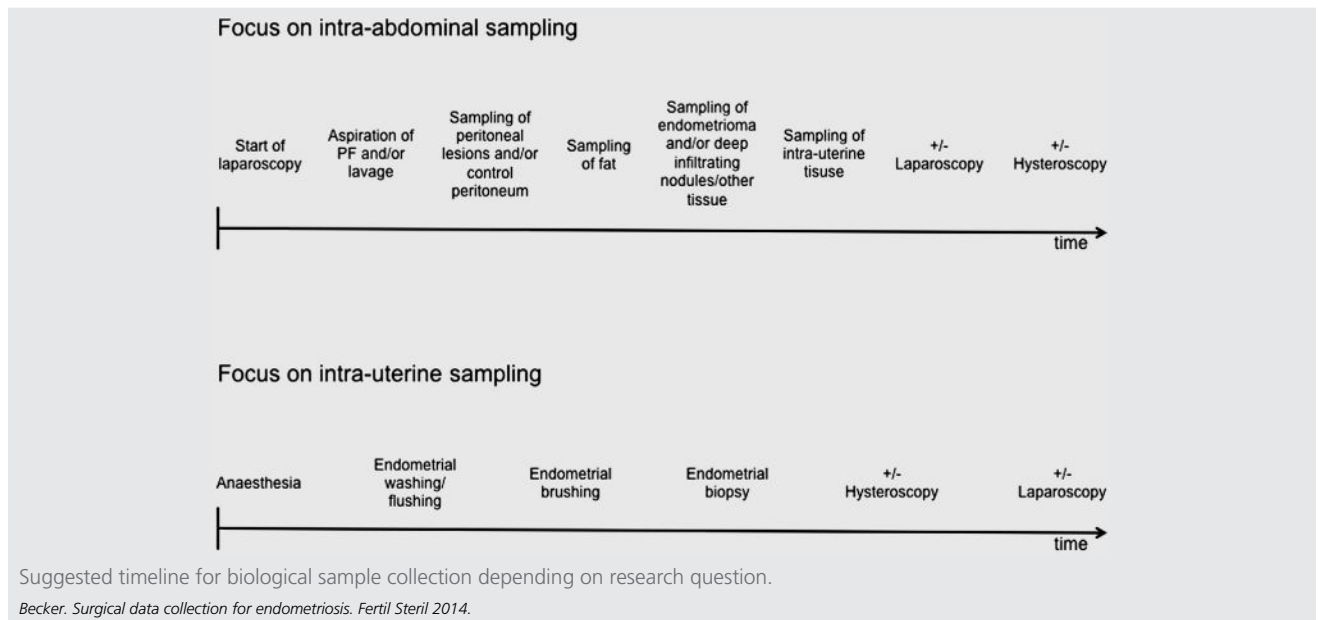 Focus on intra-abdominal sampling
Start of
laparoscopy
Aspiration of
PF and/or
lavage
Sampling of
peritoneal
lesions and/or
control
peritoneum
Sampling
of fat
Sampling of
endometrioma
and/or deep
infiltrating
nodules/other
tissue
Sampling of
intra-uterine
tisuse
+/-
Laparoscopy
+/-
Hysteroscopy
time
Focus on intra-uterine sampling
Anaesthesia
Endometrial
washing/
flushing
Endometrial
brushing
Endometrial
biopsy
+/-
Hysteroscopy
+/-
Laparoscopy
time
Suggested timeline for biological sample collection depending on research question.
Becker. Surgical data collection for endometriosis. Fertil Steril 2014.